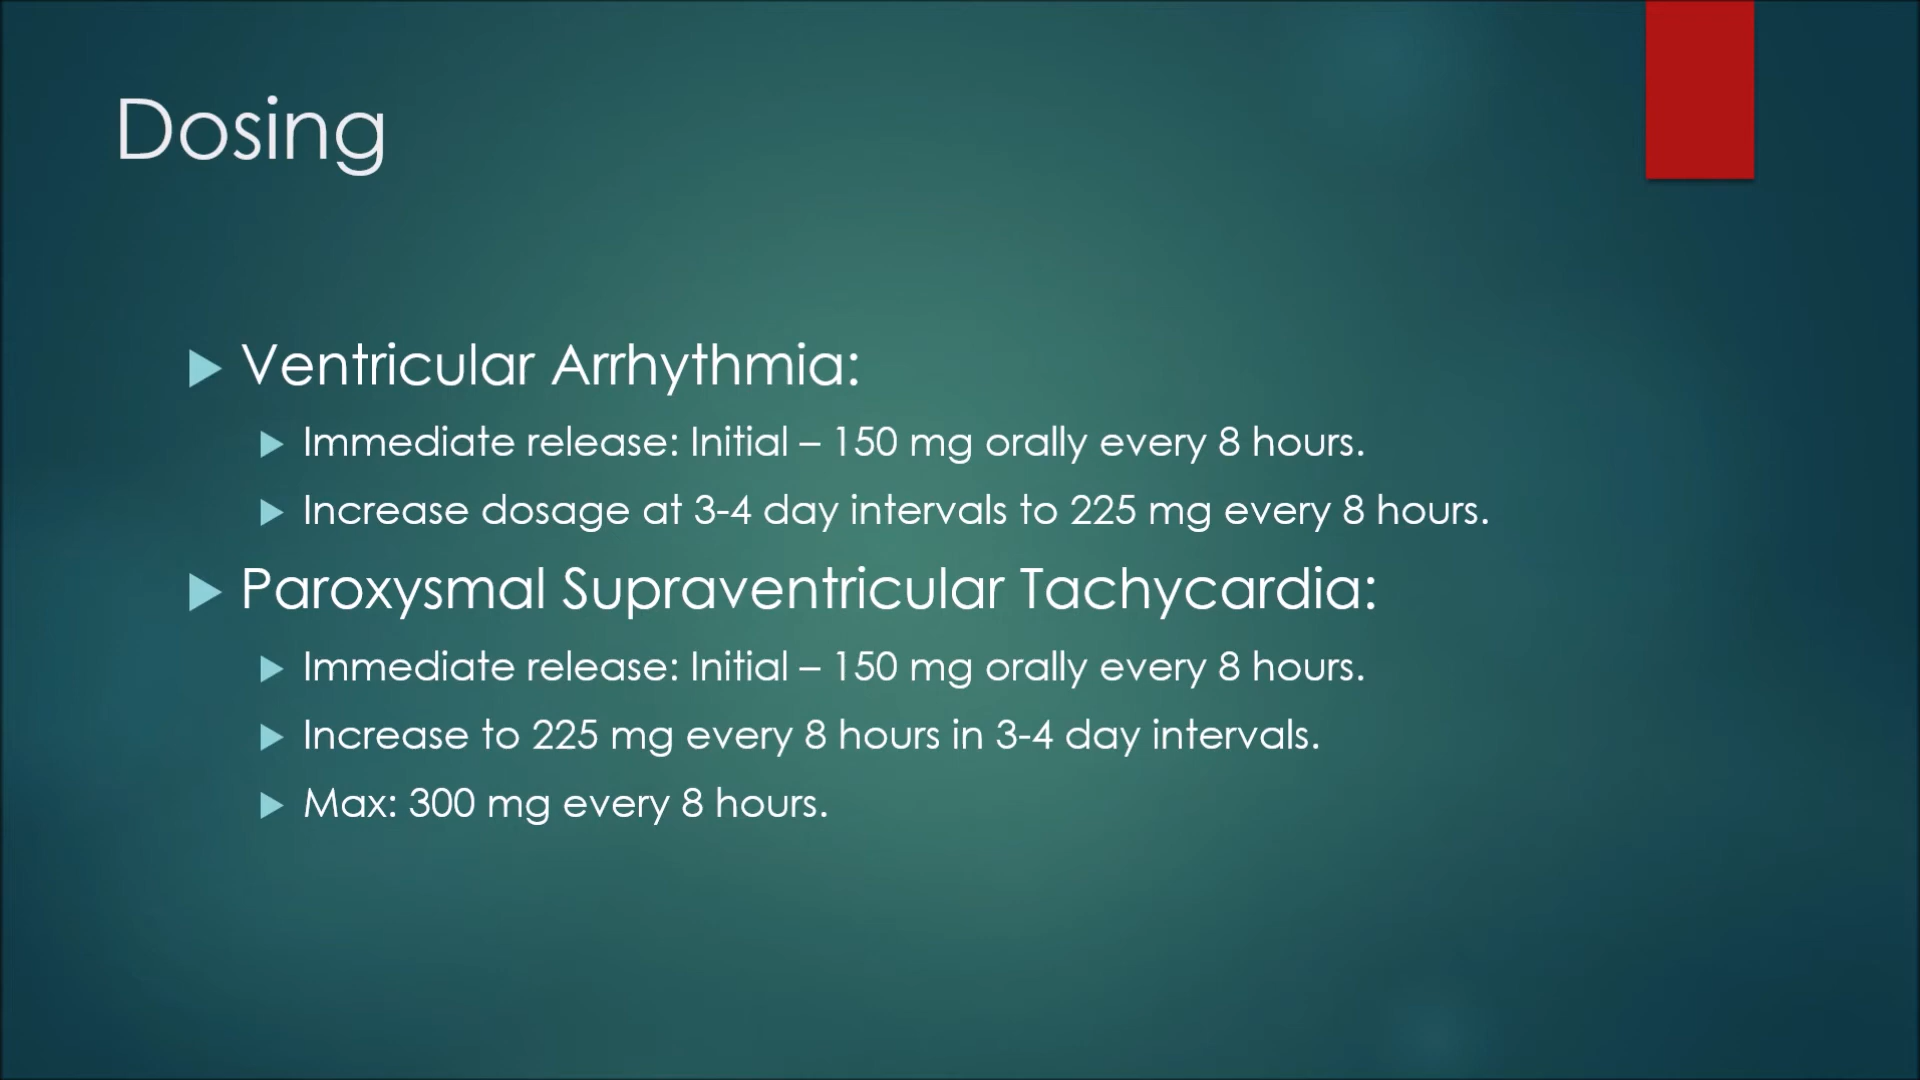 Dosing
Ventricular Arrhythmia:
Immediate release: Initial – 150 mg orally every 8 hours.
Increase dosage at 3-4 day intervals to 225 mg every 8 hours.
Paroxysmal Supraventricular Tachycardia:
Immediate release: Initial – 150 mg orally every 8 hours.
Increase to 225 mg every 8 hours in 3-4 day intervals.
Max: 300 mg every 8 hours.